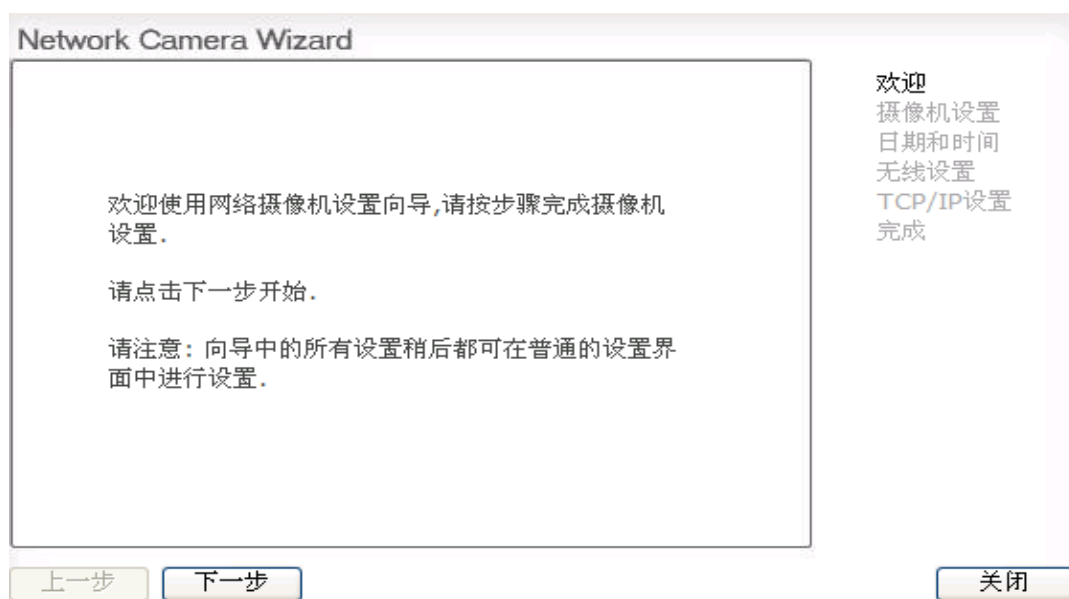 Network Camera Wizard
欢迎使用网络摄像机设置向导,请按步骤完成摄像机
设置.
请点击下一步开始.
请注意: 向导中的所有设置稍后都可在普通的设置界
面中进行设置.
欢迎
摄像机设置
日期和时间
无线设置
TCP/IP设置
完成
上一步
下一步
关闭